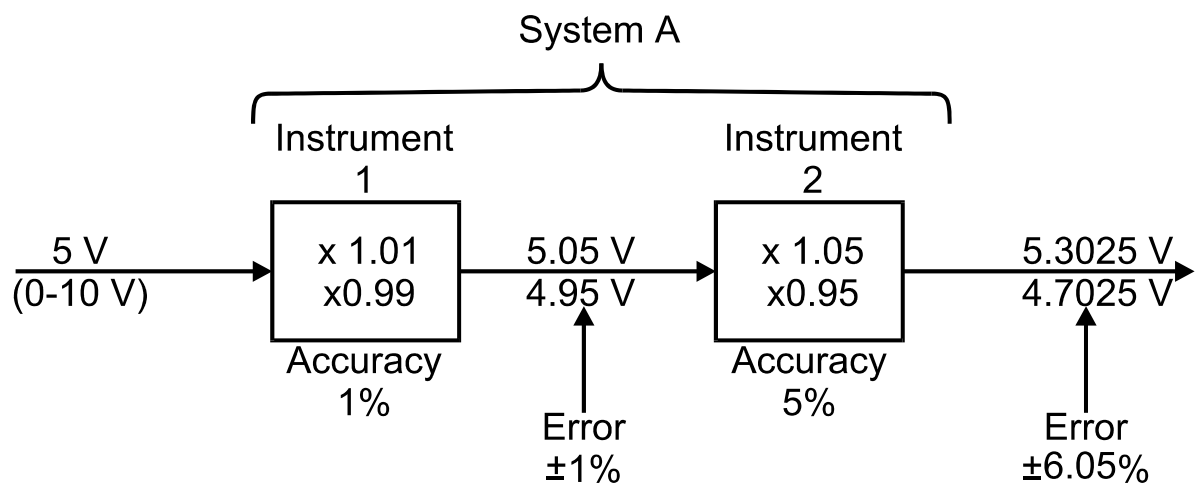 System A
Instrument
1
Instrument
2
5 V
(0-10 V)
x 1.01
x0.99
5.05 V
4.95 V
x 1.05
x0.95
5.3025 V
4.7025 V
Accuracy
1%
Accuracy
5%
Error
±1%
Error
±6.05%